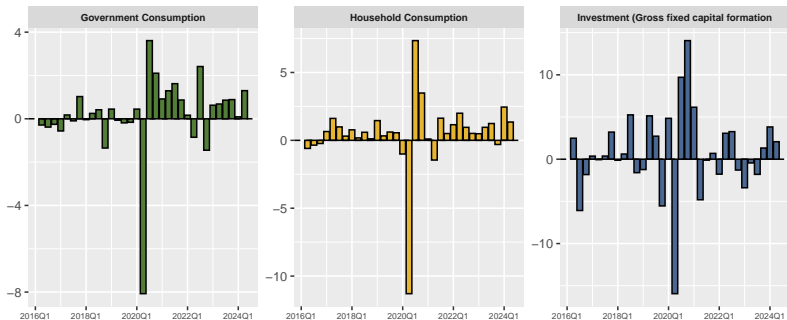 Government Consumption
4
0
−4
−8
2016Q1 2018Q1 2020Q1 2022Q1 2024Q1
Household Consumption
5
0
−5
−10
2016Q1 2018Q1 2020Q1 2022Q1 2024Q1
Investment (Gross fixed capital formation
10
0
−10
2016Q1 2018Q1 2020Q1 2022Q1 2024Q1